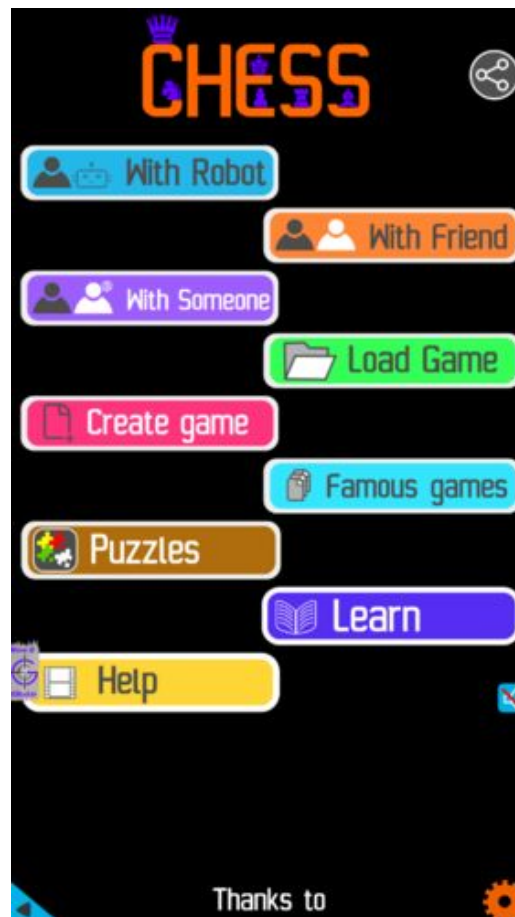 CHESS
With Robot
With Friend
With Someone
Load Game
Create game
Famous games
Puzzles
Learn
Help
Thanks to